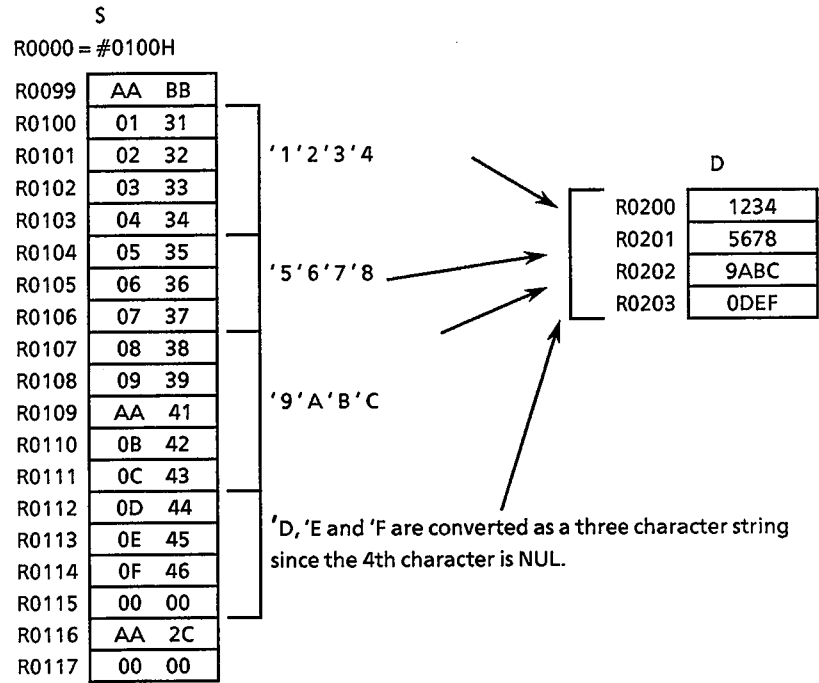 S
R0000 = #0100H
R0099 AA BB
R0100 01 31
R0101 02 32
R0102 03 33
R0103 04 34
R0104 05 35
R0105 06 36
R0106 07 37
R0107 08 38
R0108 09 39
R0109 AA 41
R0110 0B 42
R0111 0C 43
R0112 0D 44
R0113 0E 45
R0114 0F 46
R0115 00 00
R0116 AA 2C
R0117 00 00
'1'2'3'4
'5'6'7'8
'9'A'B'C
'D, 'E and 'F are converted as a three character string
since the 4th character is NUL.
D
R0200 1234
R0201 5678
R0202 9ABC
R0203 0DEF